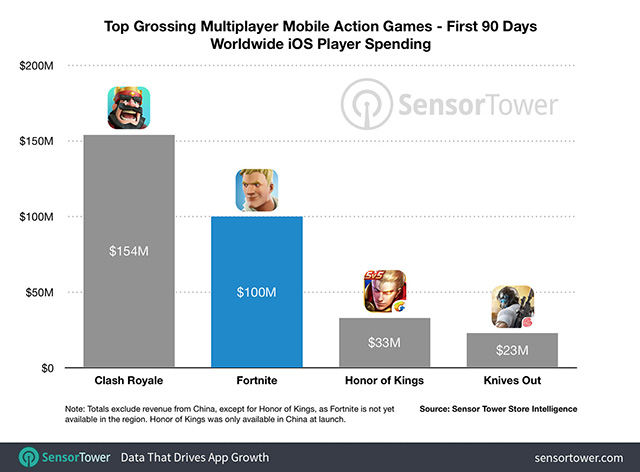 Top Grossing Multiplayer Mobile Action Games - First 90 Days
Worldwide iOS Player Spending
$200M
SensorTower
$150M
$100M
$50M
$0
$154M
$100M
5v5
$33M
$23M
Clash Royale
Fortnite
Honor of Kings
Knives Out
Note: Totals exclude revenue from China, except for Honor of Kings, as Fortnite is not yet
available in the region. Honor of Kings was only available in China at launch.
Source: Sensor Tower Store Intelligence
SensorTower
Data That Drives App Growth
sensortower.com